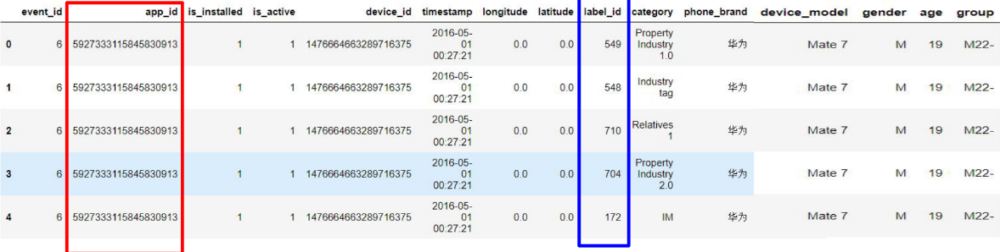 event_id app_id is_installed is_active device_id timestamp longitude latitude label_id category phone_brand device_model gender age group
0 6 5927333115845830913 1 1 1476664663289716375 2016-05-01 00:27:21 0.0 0.0 549 Property Industry 1.0 华为 Mate 7 M 19 M22-
1 6 5927333115845830913 1 1 1476664663289716375 2016-05-01 00:27:21 0.0 0.0 548 Industry tag 华为 Mate 7 M 19 M22-
2 6 5927333115845830913 1 1 1476664663289716375 2016-05-01 00:27:21 0.0 0.0 710 Relatives 1 华为 Mate 7 M 19 M22-
3 6 5927333115845830913 1 1 1476664663289716375 2016-05-01 00:27:21 0.0 0.0 704 Property Industry 2.0 华为 Mate 7 M 19 M22-
4 6 5927333115845830913 1 1 1476664663289716375 2016-05-01 00:27:21 0.0 0.0 172 IM 华为 Mate 7 M 19 M22-